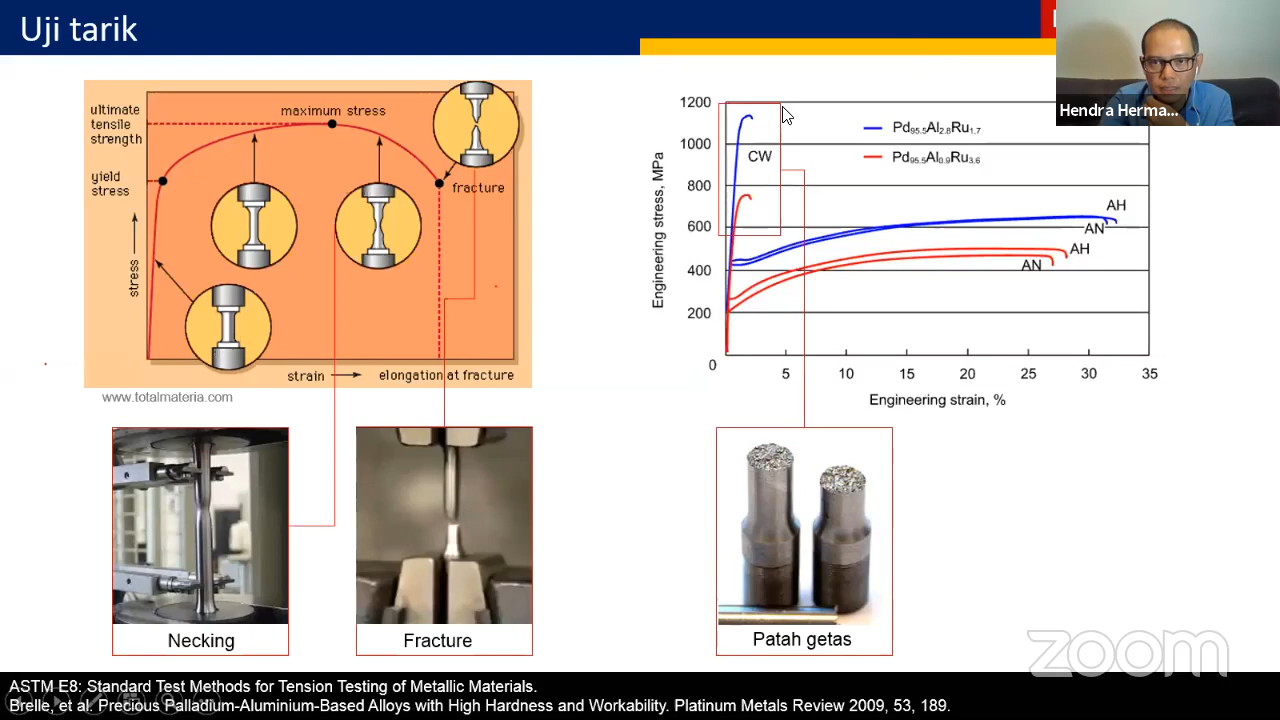 Uji tarik
Hendra Herma...
ultimate
tensile
strength
maximum stress
yield
stress
fracture
stress
strain
elongation at fracture
www.totalmateria.com
Necking
Fracture
1200
1000
800
600
400
200
0
5
10
15
20
25
30
35
Engineering stress, MPa
Engineering strain, %
CW
Pd95.5Al2.8Ru1.7
Pd95.5Al0.9Ru3.6
AH
AN
AH
AN
Patah getas
zoom
ASTM E8: Standard Test Methods for Tension Testing of Metallic Materials.
Brelle, et al. Precious Palladium-Aluminium-Based Alloys with High Hardness and Workability. Platinum Metals Review 2009, 53, 189.